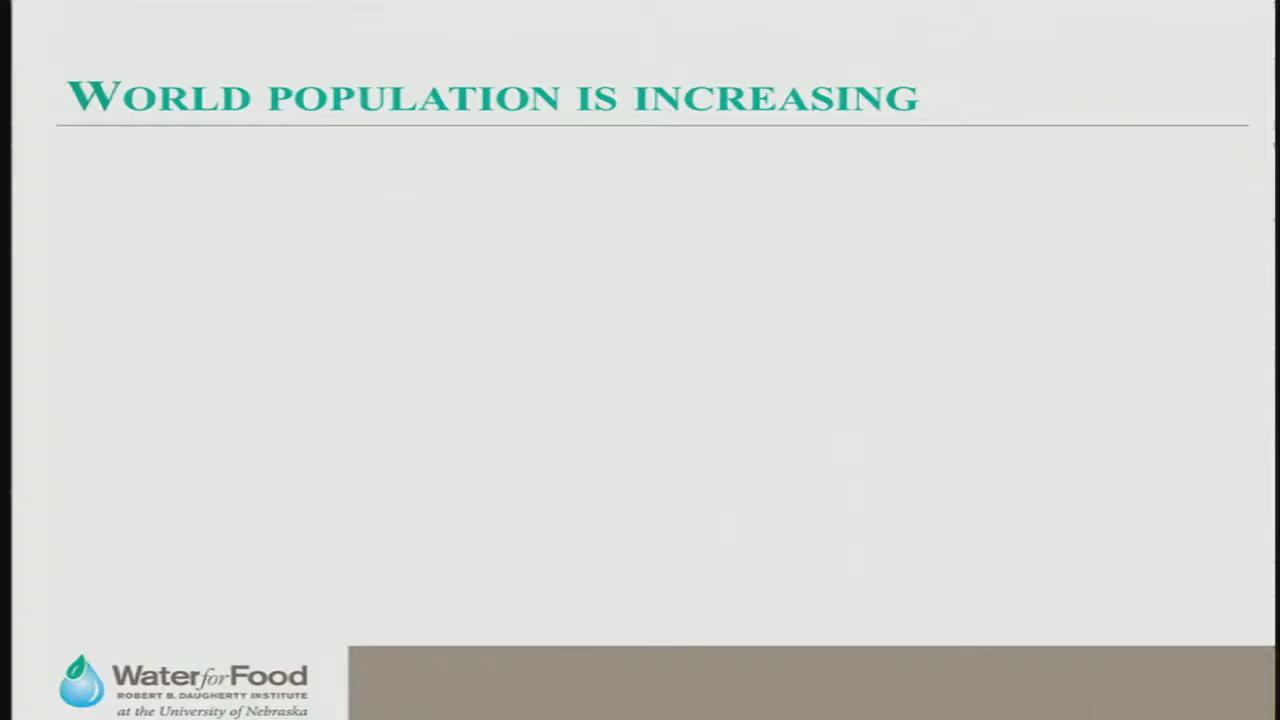 WORLD POPULATION IS INCREASING
Water for Food
ROBERT B. DAUGHERTY INSTITUTE
at the University of Nebraska